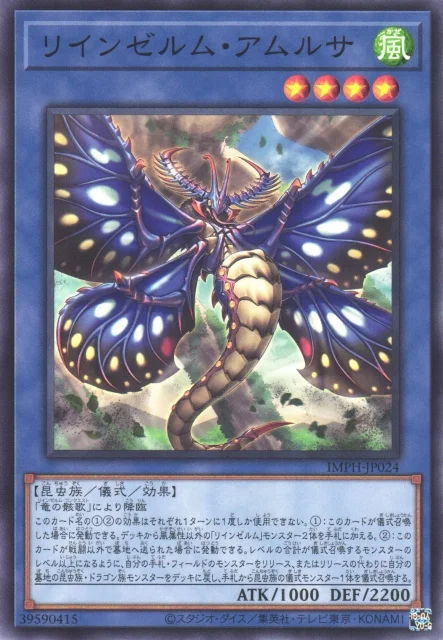 リインゼルム・アムルサ
風
IMPH-JP024
【昆虫族/儀式/効果】
「竜の骸歌」により降臨
このカード名の①②の効果はそれぞれ1ターンに1度しか使用できない。①:このカードが儀式召喚
した場合に発動できる。デッキから風属性以外の「リインゼルム」モンスター2体を手札に加える。②:この
カードが戦闘以外で墓地へ送られた場合に発動できる。レベルの合計が儀式召喚するモンスターの
レベル以上になるように、自分の手札・フィールドのモンスターをリリース、またはリリースの代わりに自分の
墓地の昆虫族・ドラゴン族モンスターをデッキに戻し、手札から昆虫族の儀式モンスター1体を儀式召喚する。
ATK/1000 DEF/2200
39590415
©スタジオ・ダイス/集英社・テレビ東京・KONAMI